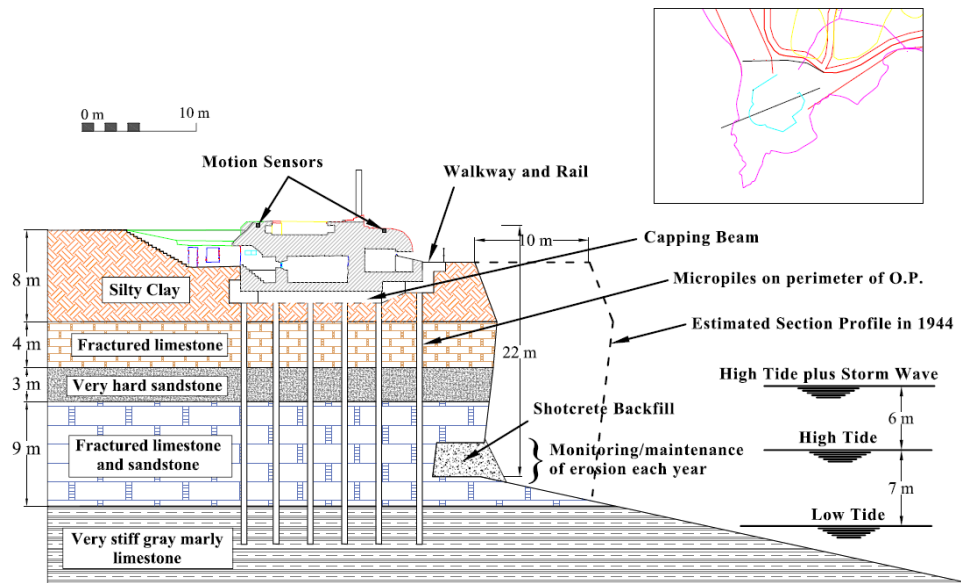 0 m
10 m
Motion Sensors
Walkway and Rail
10 m
Capping Beam
8 m
Silty Clay
Micropiles on perimeter of O.P.
Estimated Section Profile in 1944
4 m
Fractured limestone
22 m
3 m
Very hard sandstone
High Tide plus Storm Wave
Shotcrete Backfill
6 m
9 m
Fractured limestone
and sandstone
High Tide
Monitoring/maintenance
of erosion each year
7 m
Low Tide
Very stiff gray marly
limestone